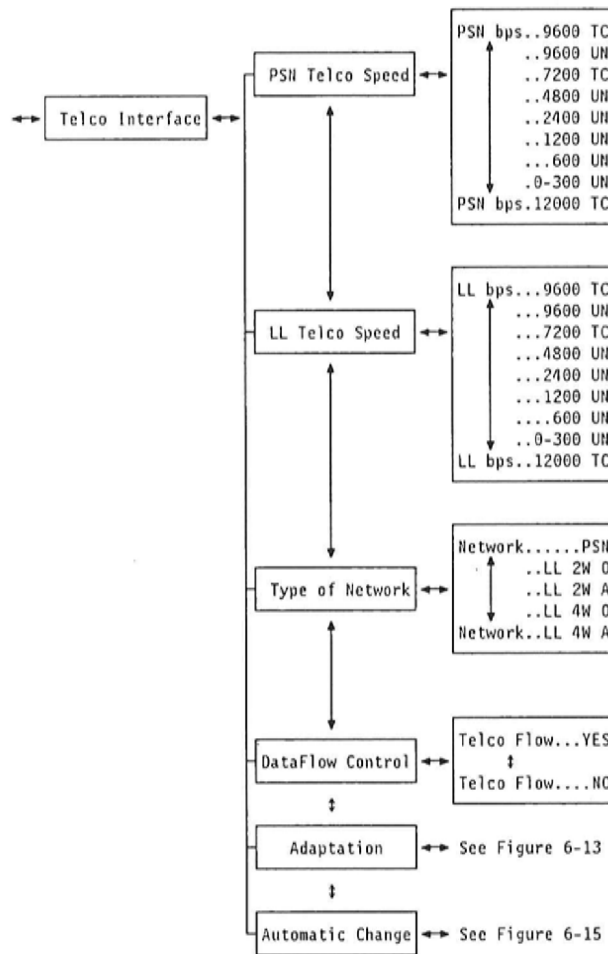 PSN bps..9600 TC
PSN Telco Speed
..9600 UN
..7200 TC
..4800 UN
..2400 UN
..1200 UN
...600 UN
.0-300 UN
PSN bps.12000 TC
Telco Interface
LL bps...9600 TC
...9600 UN
LL Telco Speed
...7200 TC
...4800 UN
...2400 UN
...1200 UN
....600 UN
..0-300 UN
LL bps..12000 TC
Network......PSN
..LL 2W O
Type of Network
..LL 2W A
..LL 4W O
Network..LL 4W A
Telco Flow...YES
DataFlow Control
Telco Flow....NO
Adaptation
See Figure 6-13
Automatic Change
See Figure 6-15